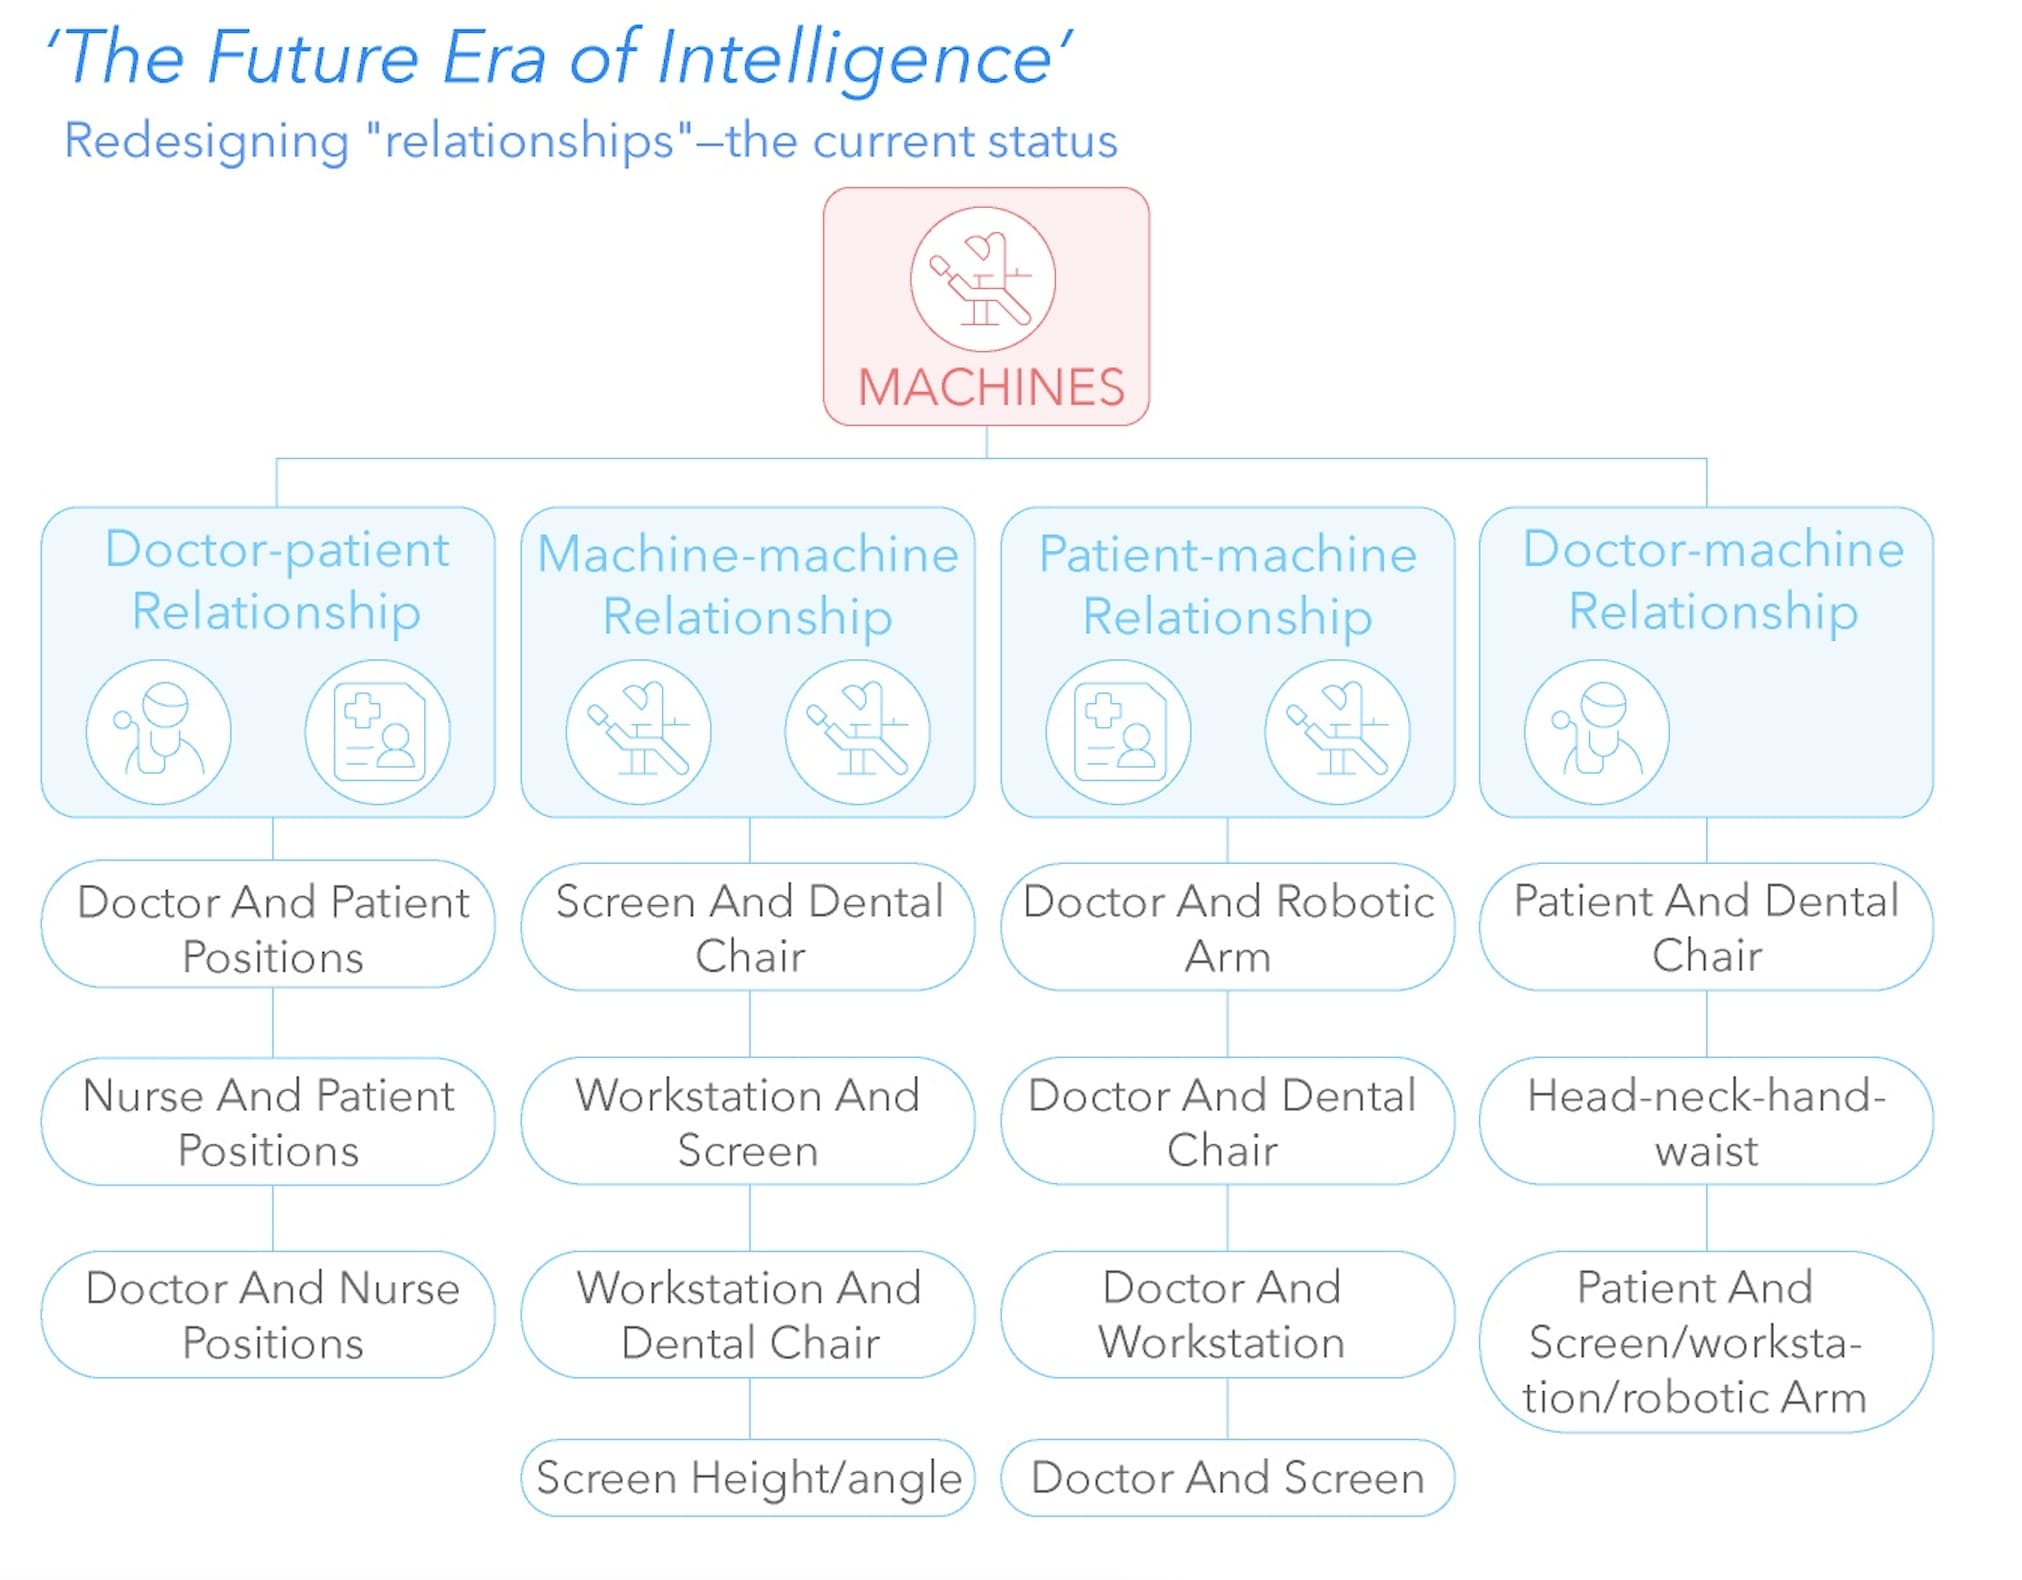 ‘The Future Era of Intelligence’
Redesigning "relationships"—the current status
MACHINES
Doctor-patient
Relationship
Doctor And Patient
Positions
Nurse And Patient
Positions
Doctor And Nurse
Positions
Machine-machine
Relationship
Screen And Dental
Chair
Workstation And
Screen
Workstation And
Dental Chair
Screen Height/angle
Patient-machine
Relationship
Doctor And Robotic
Arm
Doctor And Dental
Chair
Doctor And
Workstation
Doctor And Screen
Doctor-machine
Relationship
Patient And Dental
Chair
Head-neck-hand-
waist
Patient And
Screen/worksta-
tion/robotic Arm